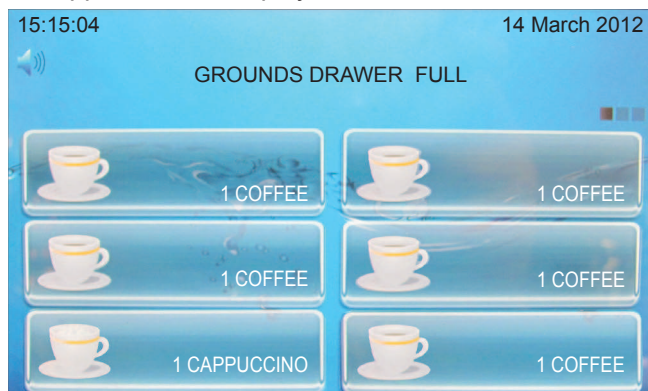 15:15:04 14 March 2012
GROUNDS DRAWER FULL
1 COFFEE 1 COFFEE
1 COFFEE 1 COFFEE
1 CAPPUCCINO 1 COFFEE